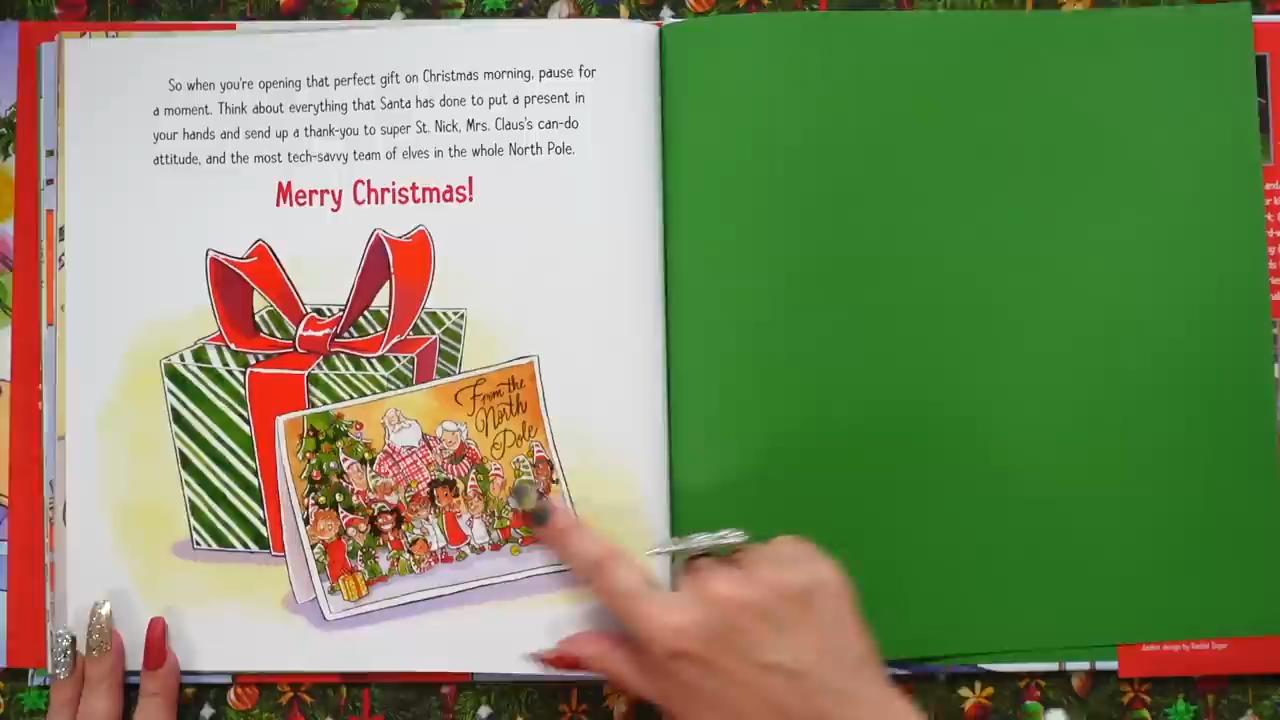 So when you're opening that perfect gift on Christmas morning, pause for
a moment. Think about everything that Santa has done to put a present in
your hands and send up a thank-you to super St. Nick, Mrs. Claus's can-do
attitude, and the most tech-savvy team of elves in the whole North Pole.
Merry Christmas!
From the
North
Pole